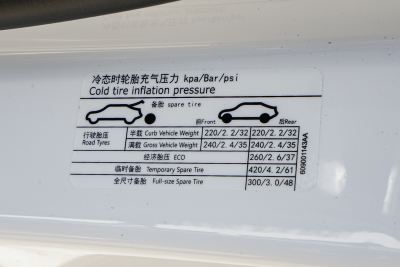 冷态时轮胎充气压力 kpa/Bar/psi
Cold tire inflation pressure
备胎 spare tire
前Front 后Rear
行驶胎压 半载 Curb Vehicle Weight 220/2.2/32 220/2.2/32
Road Tyres 满载 Gross Vehicle Weight 240/2.4/35 240/2.4/35
经济胎压 ECO 260/2.6/37
临时备胎 Temporary Spare Tire 420/4.2/61
全尺寸备胎 Full-size Spare Tire 300/3.0/48
609001143AA